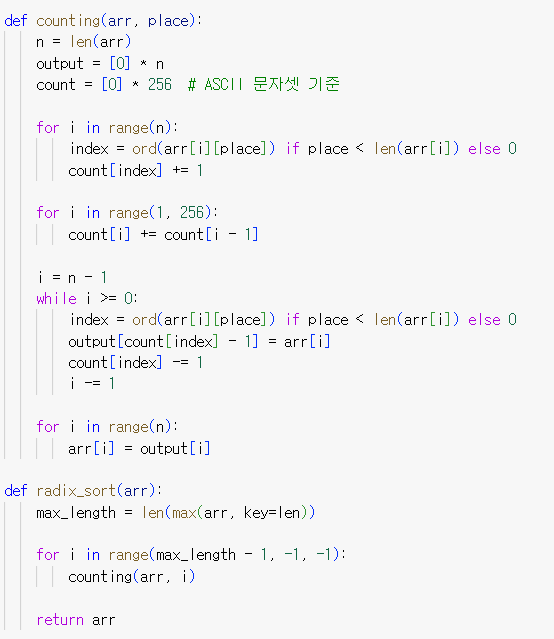 def counting(arr, place):
    n = len(arr)
    output = [0] * n
    count = [0] * 256  # ASCII 문자셋 기준

    for i in range(n):
        index = ord(arr[i][place]) if place < len(arr[i]) else 0
        count[index] += 1

    for i in range(1, 256):
        count[i] += count[i - 1]

    i = n - 1
    while i >= 0:
        index = ord(arr[i][place]) if place < len(arr[i]) else 0
        output[count[index] - 1] = arr[i]
        count[index] -= 1
        i -= 1

    for i in range(n):
        arr[i] = output[i]

def radix_sort(arr):
    max_length = len(max(arr, key=len))

    for i in range(max_length - 1, -1, -1):
        counting(arr, i)

    return arr